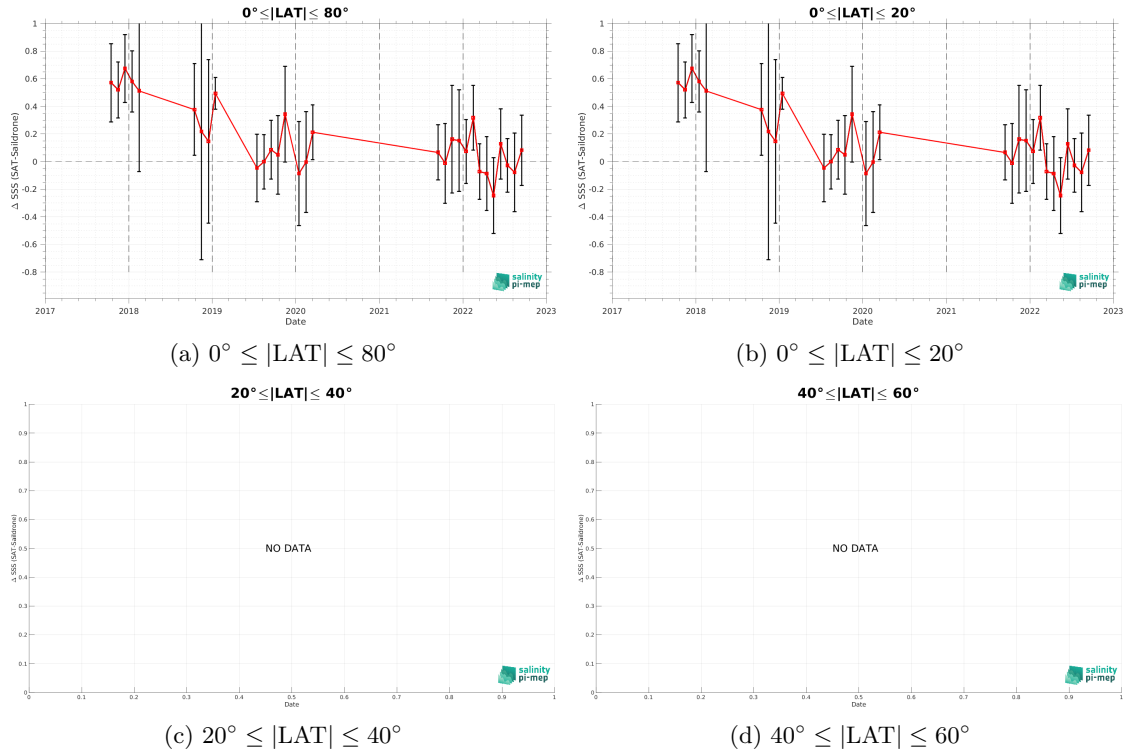 0°≤|LAT|≤ 80°
1
0.8
0.6
0.4
0.2
0
-0.2
-0.4
-0.6
-0.8
Δ SSS (SAT-Saildrone)
2017 2018 2019 2020 2021 2022 2023
Date
salinity
pi-mep
(a) 0° ≤ |LAT| ≤ 80°
0°≤|LAT|≤ 20°
1
0.8
0.6
0.4
0.2
0
-0.2
-0.4
-0.6
-0.8
Δ SSS (SAT-Saildrone)
2017 2018 2019 2020 2021 2022 2023
Date
salinity
pi-mep
(b) 0° ≤ |LAT| ≤ 20°
20°≤|LAT|≤ 40°
1
0.9
0.8
0.7
0.6
0.5
0.4
0.3
0.2
0.1
0
Δ SSS (SAT-Saildrone)
NO DATA
0 0.1 0.2 0.3 0.4 0.5 0.6 0.7 0.8 0.9 1
Date
salinity
pi-mep
(c) 20° ≤ |LAT| ≤ 40°
40°≤|LAT|≤ 60°
1
0.9
0.8
0.7
0.6
0.5
0.4
0.3
0.2
0.1
0
Δ SSS (SAT-Saildrone)
NO DATA
0 0.1 0.2 0.3 0.4 0.5 0.6 0.7 0.8 0.9 1
Date
salinity
pi-mep
(d) 40° ≤ |LAT| ≤ 60°